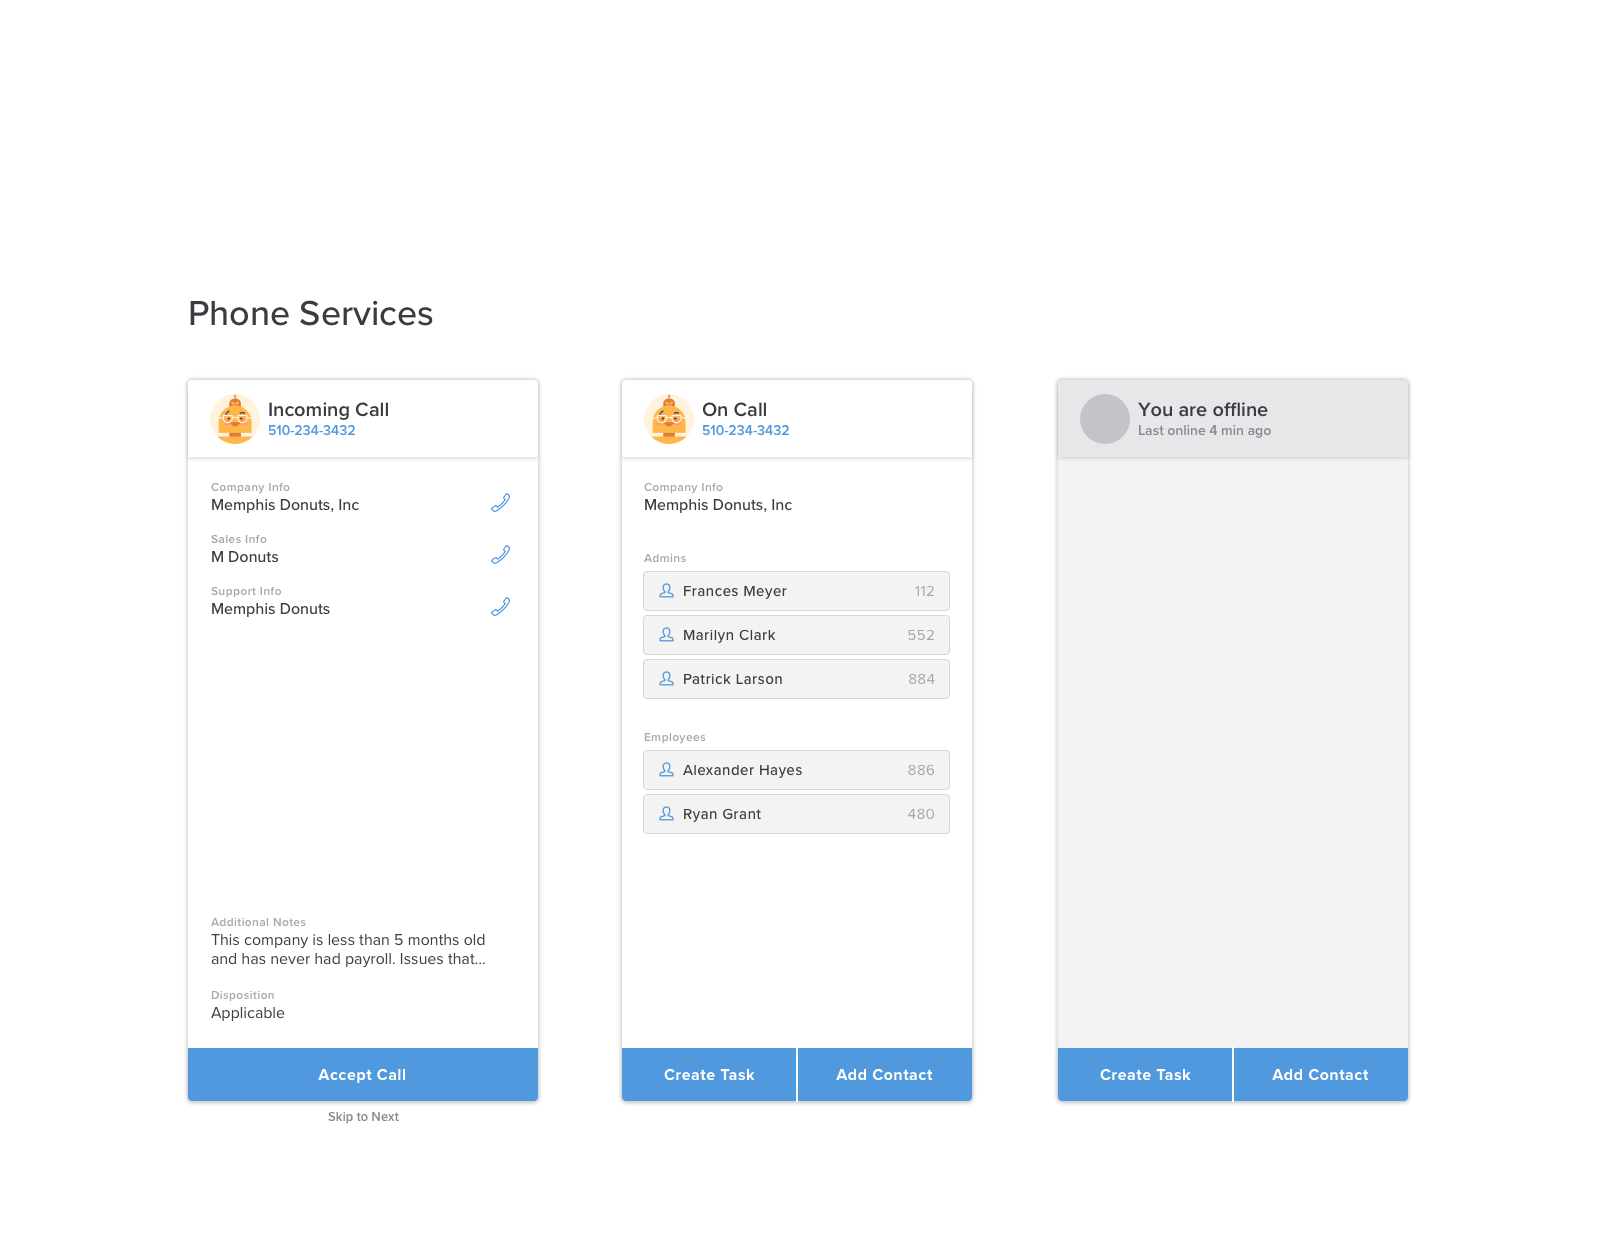 Phone Services
Incoming Call
510-234-3432
Company Info
Memphis Donuts, Inc
Sales Info
M Donuts
Support Info
Memphis Donuts
Additional Notes
This company is less than 5 months old
and has never had payroll. Issues that...
Disposition
Applicable
Accept Call
Skip to Next
On Call
510-234-3432
Company Info
Memphis Donuts, Inc
Admins
Frances Meyer 112
Marilyn Clark 552
Patrick Larson 884
Employees
Alexander Hayes 886
Ryan Grant 480
Create Task Add Contact
You are offline
Last online 4 min ago
Create Task Add Contact